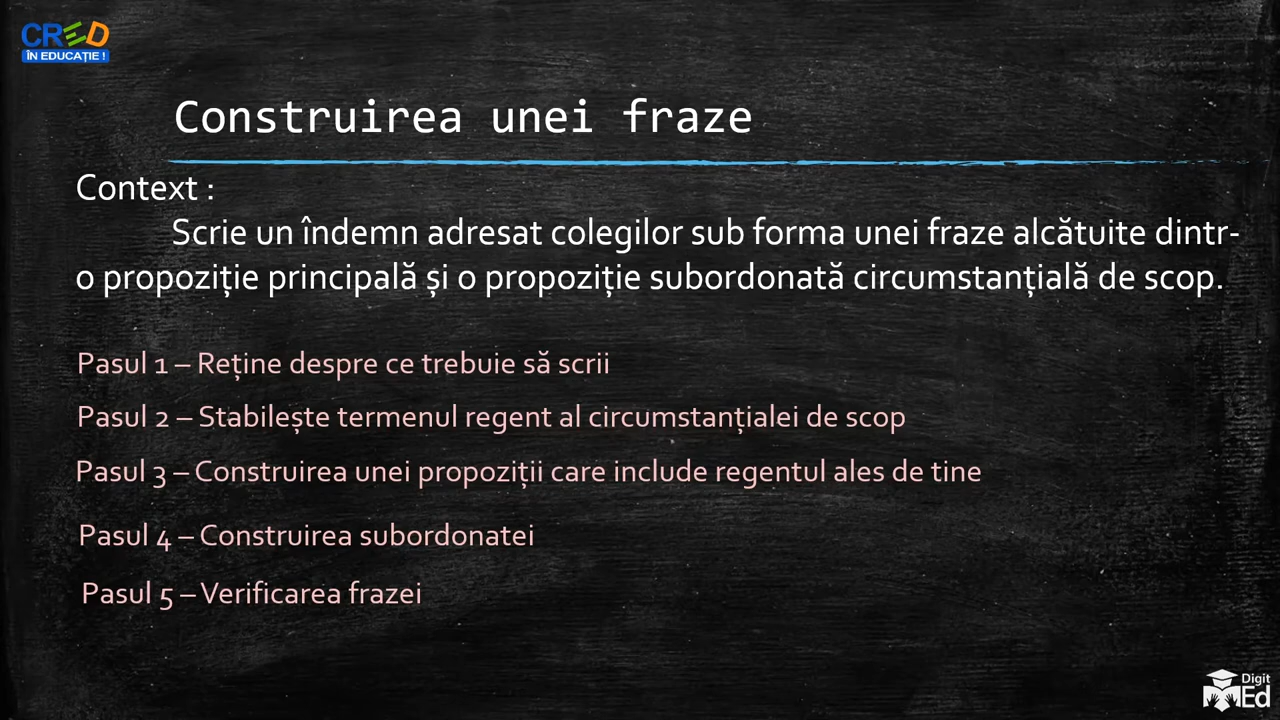 CRED
ÎN EDUCAȚIE !
Construirea unei fraze
Context :
Scrie un îndemn adresat colegilor sub forma unei fraze alcătuite dintr-
o propoziție principală și o propoziție subordonată circumstanțială de scop.
Pasul 1 – Reține despre ce trebuie să scrii
Pasul 2 – Stabilește termenul regent al circumstanțialei de scop
Pasul 3 – Construirea unei propoziții care include regentul ales de tine
Pasul 4 – Construirea subordonatei
Pasul 5 – Verificarea frazei
Digit
Ed